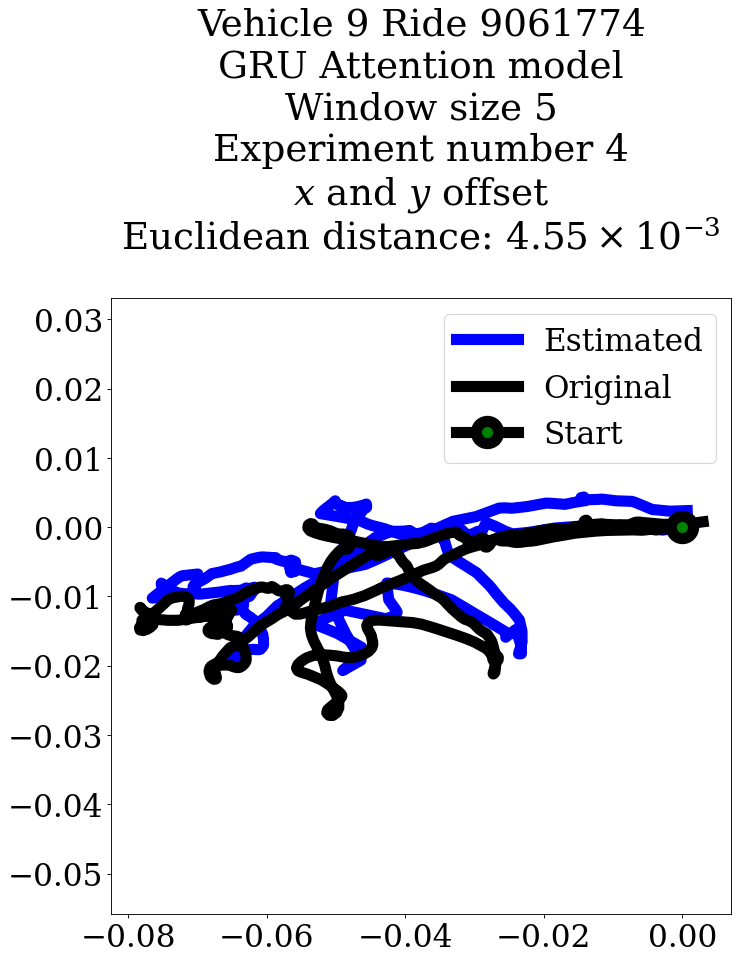 Vehicle 9 Ride 9061774
GRU Attention model
Window size 5
Experiment number 4
x and y offset
Euclidean distance: 4.55 × 10⁻³
Estimated
Original
Start
0.03
0.02
0.01
0.00
−0.01
−0.02
−0.03
−0.04
−0.05
−0.08 −0.06 −0.04 −0.02 0.00